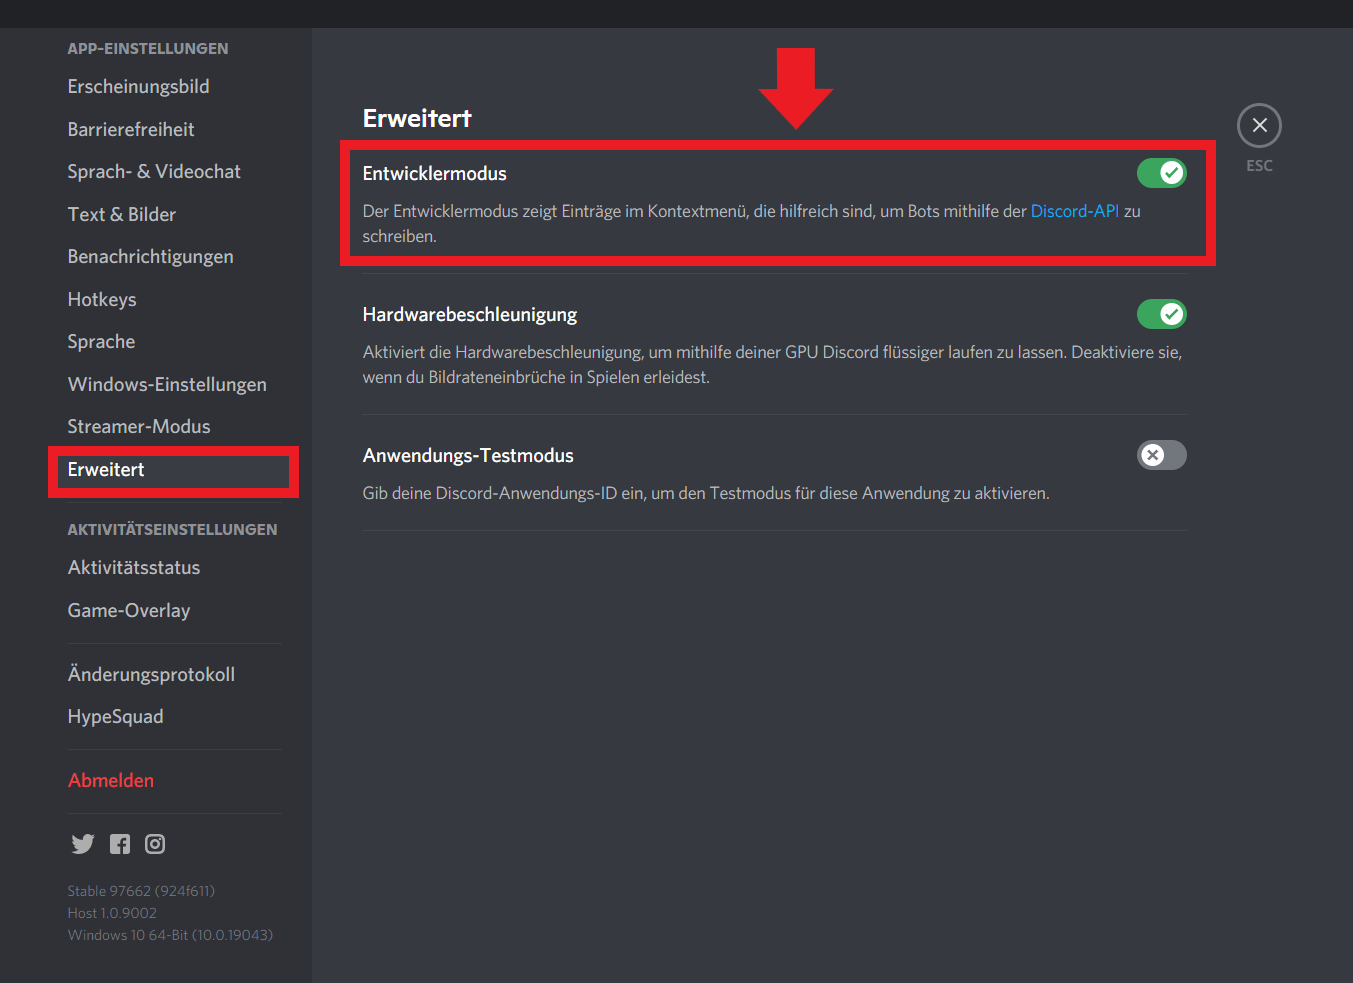 APP-EINSTELLUNGEN
Erscheinungsbild
Barrierefreiheit
Sprach- & Videochat
Text & Bilder
Benachrichtigungen
Hotkeys
Sprache
Windows-Einstellungen
Streamer-Modus
Erweitert
AKTIVITÄTSEINSTELLUNGEN
Aktivitätsstatus
Game-Overlay
Änderungsprotokoll
HypeSquad
Abmelden
Stable 97662 (924f611)
Host 1.0.9002
Windows 10 64-Bit (10.0.19043)
Erweitert
Entwicklermodus
Der Entwicklermodus zeigt Einträge im Kontextmenü, die hilfreich sind, um Bots mithilfe der Discord-API zu
schreiben.
Hardwarebeschleunigung
Aktiviert die Hardwarebeschleunigung, um mithilfe deiner GPU Discord flüssiger laufen zu lassen. Deaktiviere sie,
wenn du Bildrateneinbrüche in Spielen erleidest.
Anwendungs-Testmodus
Gib deine Discord-Anwendungs-ID ein, um den Testmodus für diese Anwendung zu aktivieren.
ESC